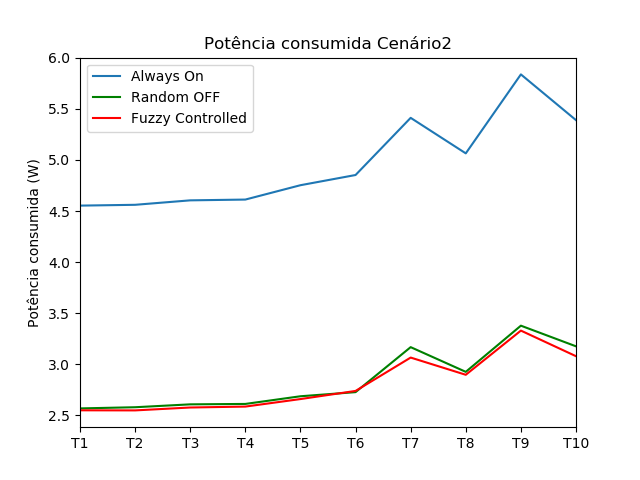 Potência consumida Cenário2
Always On
Random OFF
Fuzzy Controlled
Potência consumida (W)
6.0
5.5
5.0
4.5
4.0
3.5
3.0
2.5
T1 T2 T3 T4 T5 T6 T7 T8 T9 T10